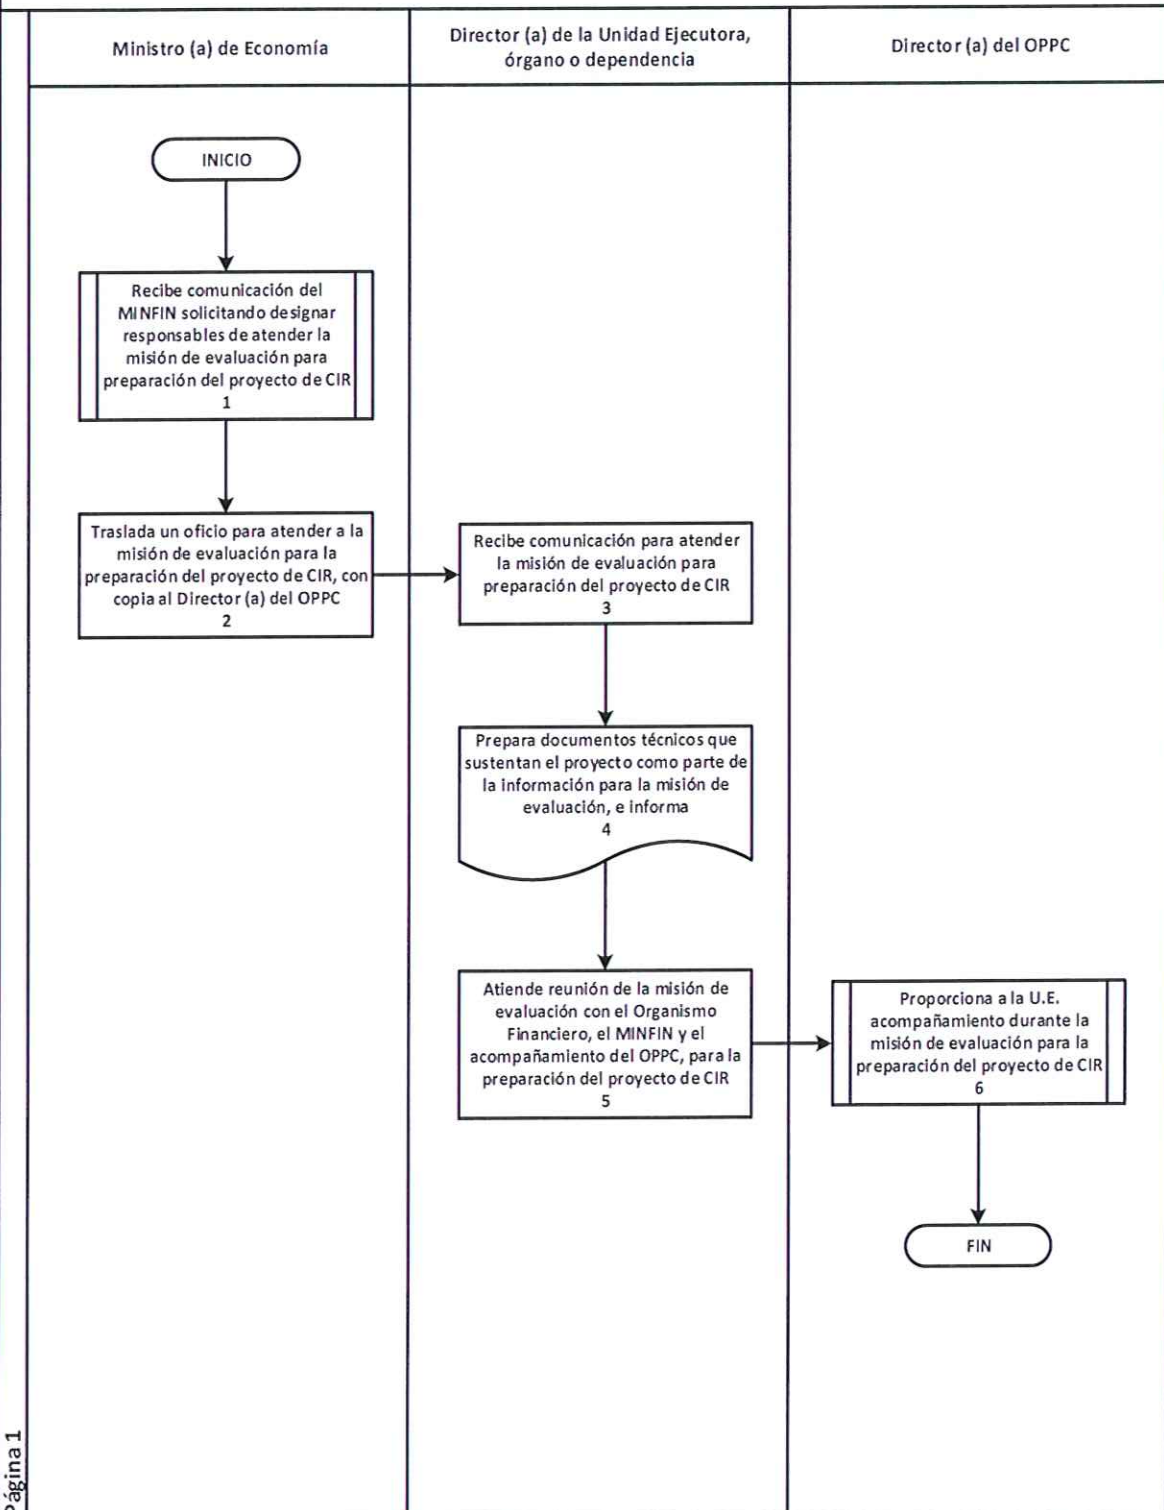 Ministro (a) de Economía
Director (a) de la Unidad Ejecutora,
órgano o dependencia
Director (a) del OPPC
INICIO
Recibe comunicación del
MINFIN solicitando designar
responsables de atender la
misión de evaluación para
preparación del proyecto de CIR
1
Traslada un oficio para atender a la
misión de evaluación para la
preparación del proyecto de CIR, con
copia al Director (a) del OPPC
2
Recibe comunicación para atender
la misión de evaluación para
preparación del proyecto de CIR
3
Prepara documentos técnicos que
sustentan el proyecto como parte de
la información para la misión de
evaluación, e informa
4
Atiende reunión de la misión de
evaluación con el Organismo
Financiero, el MINFIN y el
acompañamiento del OPPC, para la
preparación del proyecto de CIR
5
Proporciona a la U.E.
acompañamiento durante la
misión de evaluación para la
preparación del proyecto de CIR
6
FIN
Página 1